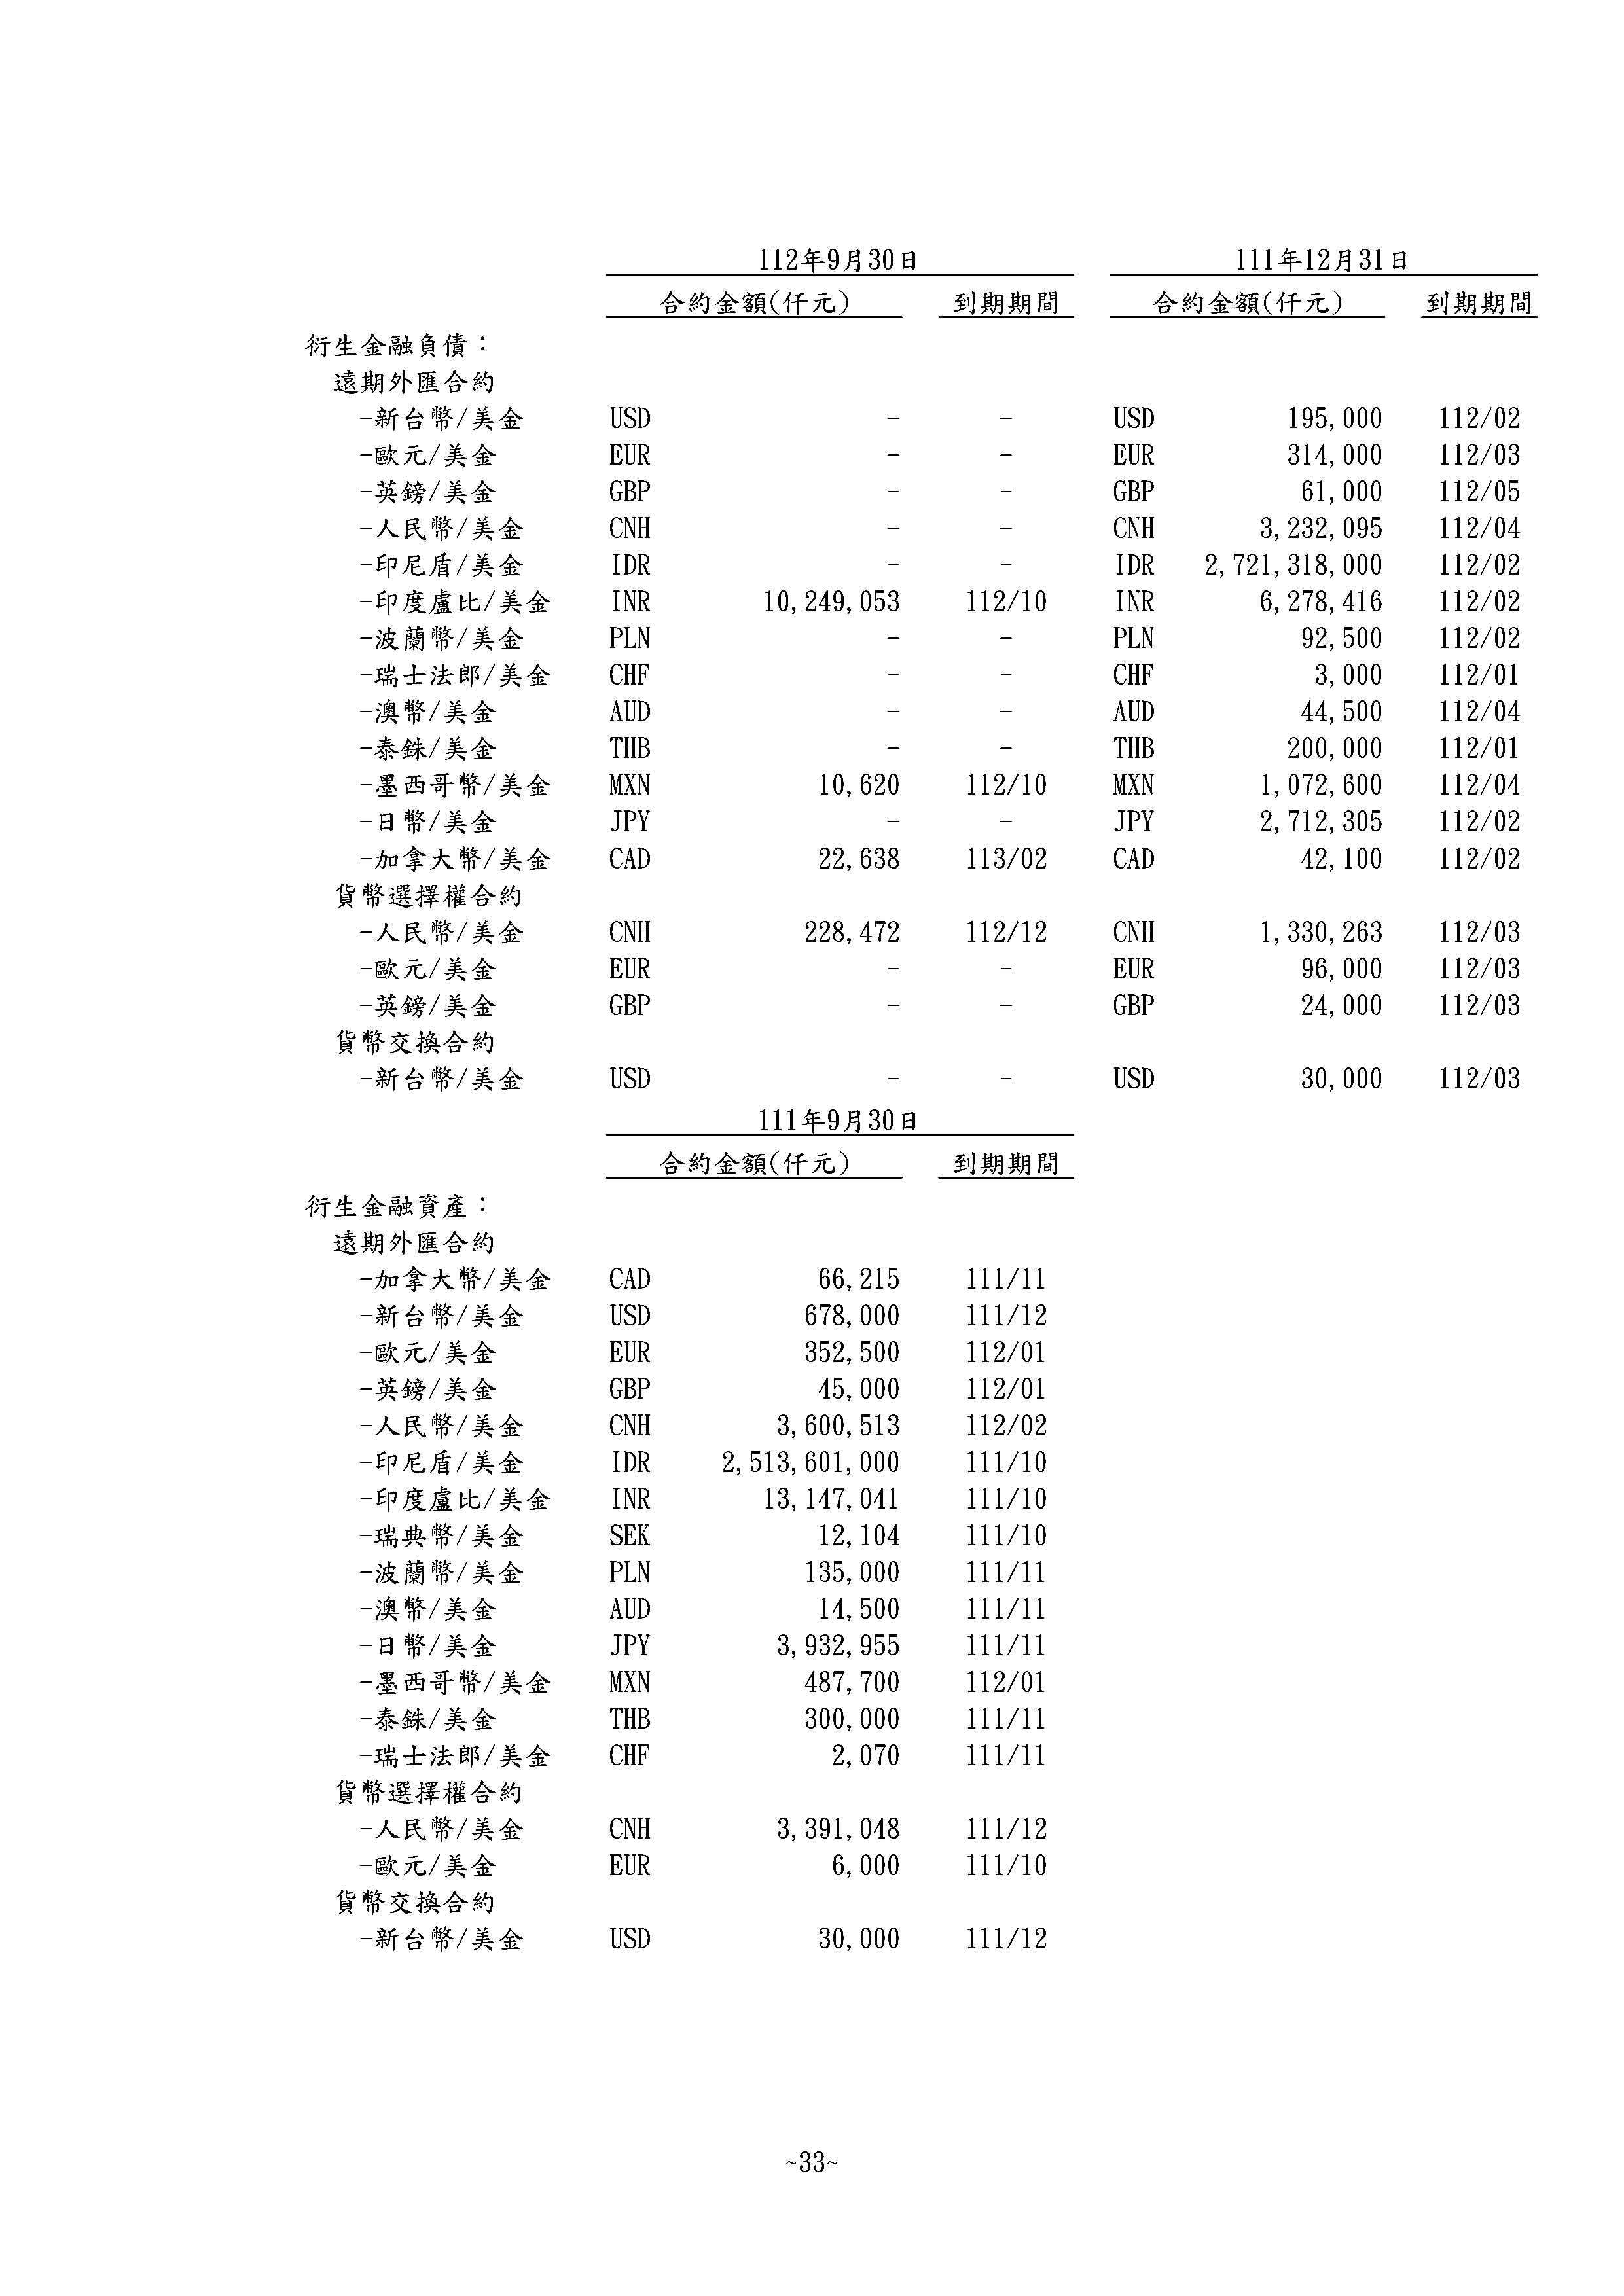 112年9月30日 111年12月31日
合約金額(仟元) 到期期間 合約金額(仟元) 到期期間
衍生金融負債：
遠期外匯合約
-新台幣/美金 USD - - USD 195,000 112/02
-歐元/美金 EUR - - EUR 314,000 112/03
-英鎊/美金 GBP - - GBP 61,000 112/05
-人民幣/美金 CNH - - CNH 3,232,095 112/04
-印尼盾/美金 IDR - - IDR 2,721,318,000 112/02
-印度盧比/美金 INR 10,249,053 112/10 INR 6,278,416 112/02
-波蘭幣/美金 PLN - - PLN 92,500 112/02
-瑞士法郎/美金 CHF - - CHF 3,000 112/01
-澳幣/美金 AUD - - AUD 44,500 112/04
-泰銖/美金 THB - - THB 200,000 112/01
-墨西哥幣/美金 MXN 10,620 112/10 MXN 1,072,600 112/04
-日幣/美金 JPY - - JPY 2,712,305 112/02
-加拿大幣/美金 CAD 22,638 113/02 CAD 42,100 112/02
貨幣選擇權合約
-人民幣/美金 CNH 228,472 112/12 CNH 1,330,263 112/03
-歐元/美金 EUR - - EUR 96,000 112/03
-英鎊/美金 GBP - - GBP 24,000 112/03
貨幣交換合約
-新台幣/美金 USD - - USD 30,000 112/03
111年9月30日
合約金額(仟元) 到期期間
衍生金融資產：
遠期外匯合約
-加拿大幣/美金 CAD 66,215 111/11
-新台幣/美金 USD 678,000 111/12
-歐元/美金 EUR 352,500 112/01
-英鎊/美金 GBP 45,000 112/01
-人民幣/美金 CNH 3,600,513 112/02
-印尼盾/美金 IDR 2,513,601,000 111/10
-印度盧比/美金 INR 13,147,041 111/10
-瑞典幣/美金 SEK 12,104 111/10
-波蘭幣/美金 PLN 135,000 111/11
-澳幣/美金 AUD 14,500 111/11
-日幣/美金 JPY 3,932,955 111/11
-墨西哥幣/美金 MXN 487,700 112/01
-泰銖/美金 THB 300,000 111/11
-瑞士法郎/美金 CHF 2,070 111/11
貨幣選擇權合約
-人民幣/美金 CNH 3,391,048 111/12
-歐元/美金 EUR 6,000 111/10
貨幣交換合約
-新台幣/美金 USD 30,000 111/12
~33~